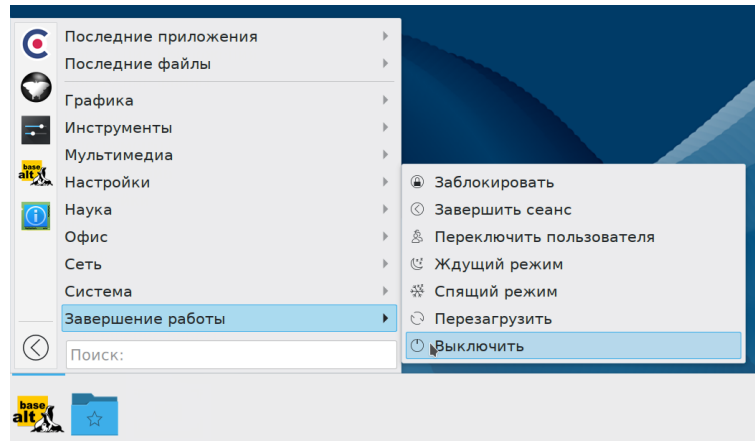 Последние приложения
Последние файлы
Графика
Инструменты
Мультимедиа
Настройки
Наука
Офис
Сеть
Система
Завершение работы
Поиск:
Заблокировать
Завершить сеанс
Переключить пользователя
Ждущий режим
Спящий режим
Перезагрузить
Выключить
base
alt
base
alt